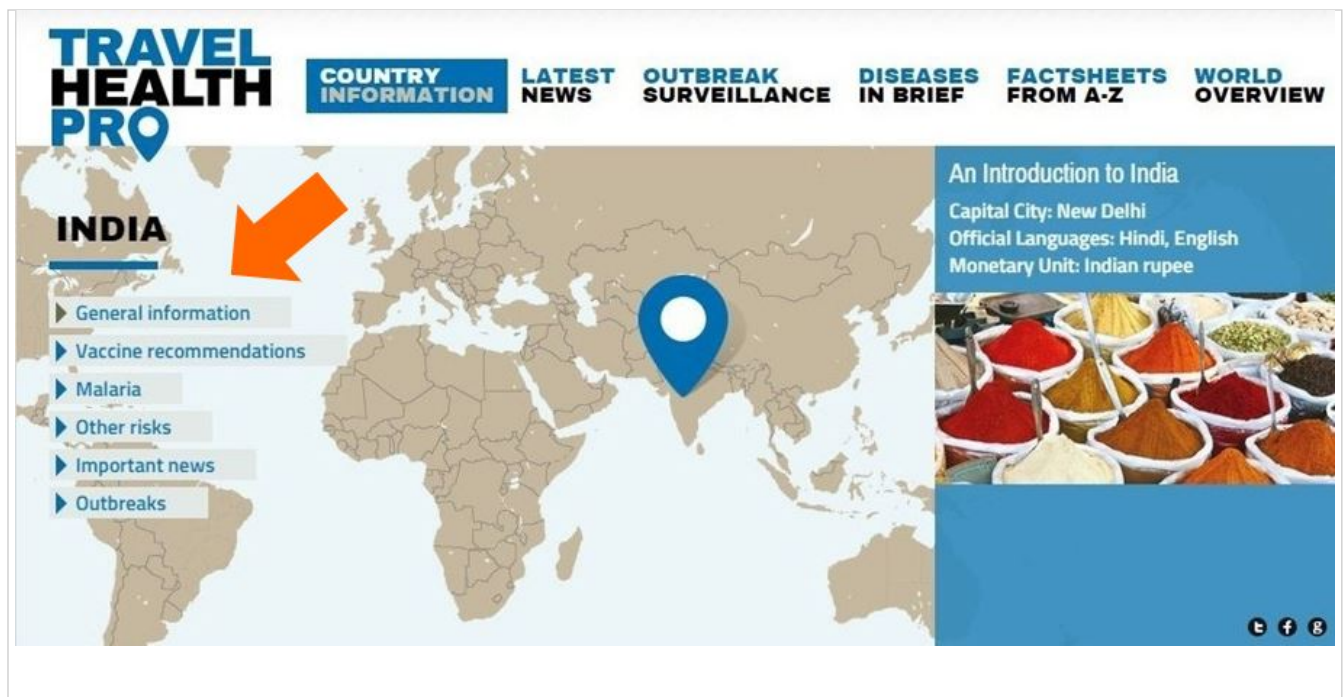 TRAVEL
HEALTH
PRO
COUNTRY
INFORMATION
LATEST
NEWS
OUTBREAK
SURVEILLANCE
DISEASES
IN BRIEF
FACTSHEETS
FROM A-Z
WORLD
OVERVIEW
INDIA
General information
Vaccine recommendations
Malaria
Other risks
Important news
Outbreaks
An Introduction to India
Capital City: New Delhi
Official Languages: Hindi, English
Monetary Unit: Indian rupee